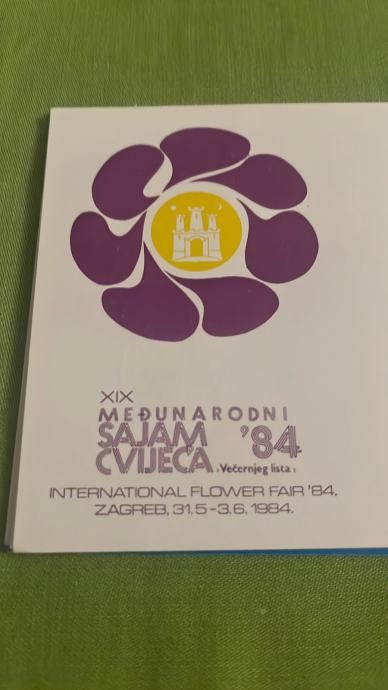 XIX
MEĐUNARODNI
SAJAM '84
CVIJEĆA „Večernjeg lista„
INTERNATIONAL FLOWER FAIR '84.
ZAGREB, 31.5-3.6.1984.